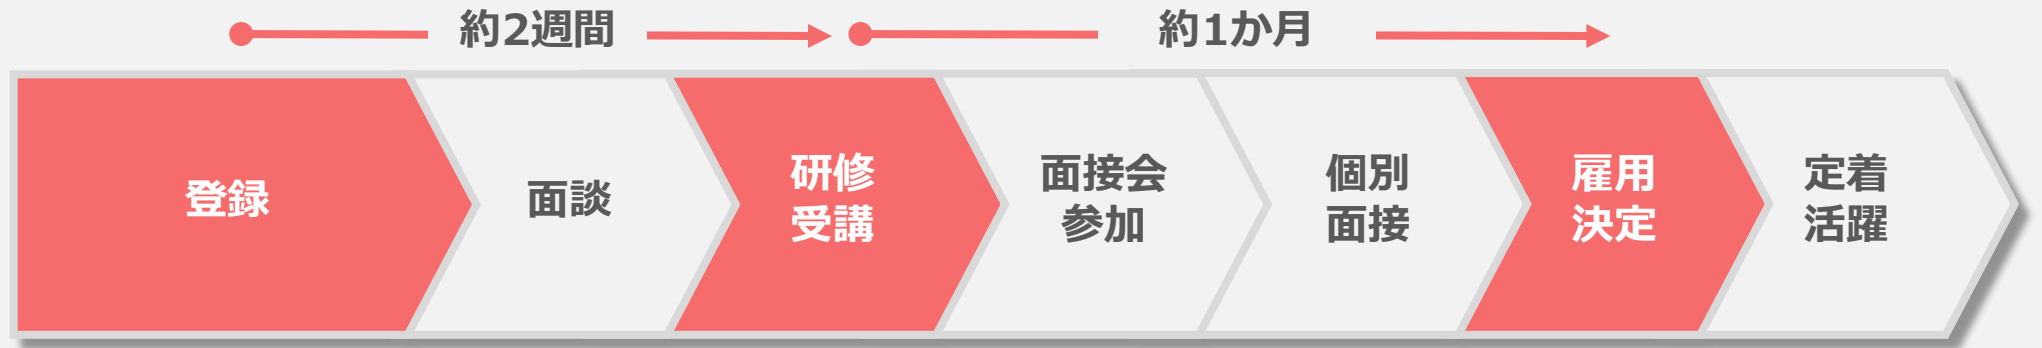 約2週間
約1か月
登録
面談
研修
受講
面接会
参加
個別
面接
雇用
決定
定着
活躍